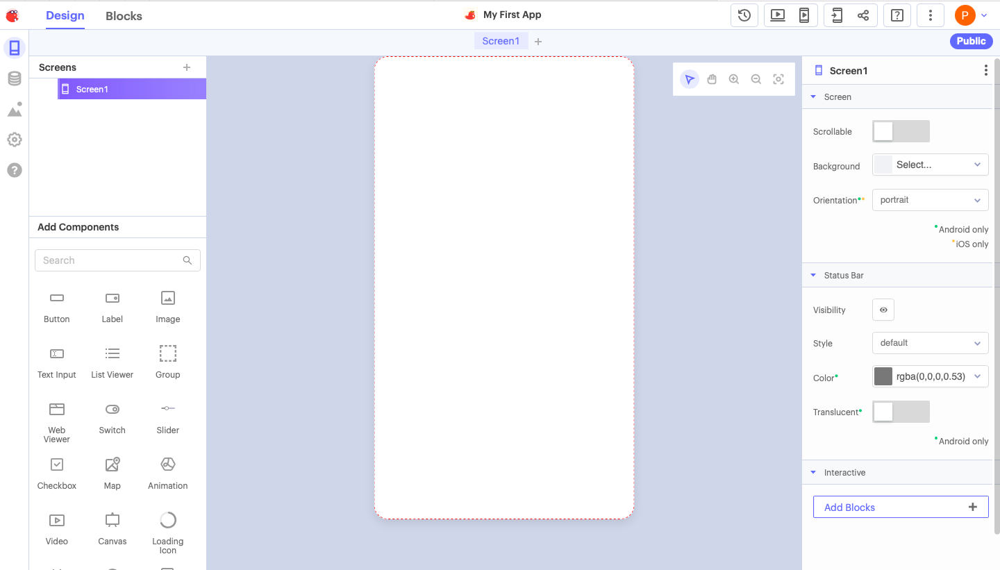 Design
Blocks
My First App
P
Screen1
Public
Screens
Screen1
Add Components
Search
Button
Label
Image
Text Input
List Viewer
Group
Web
Viewer
Switch
Slider
Checkbox
Map
Animation
Video
Canvas
Loading
Icon
Screen1
Screen
Scrollable
Background
Select...
Orientation
portrait
Android only
iOS only
Status Bar
Visibility
Style
default
Color
rgba(0,0,0,0.53)
Translucent
Android only
Interactive
Add Blocks